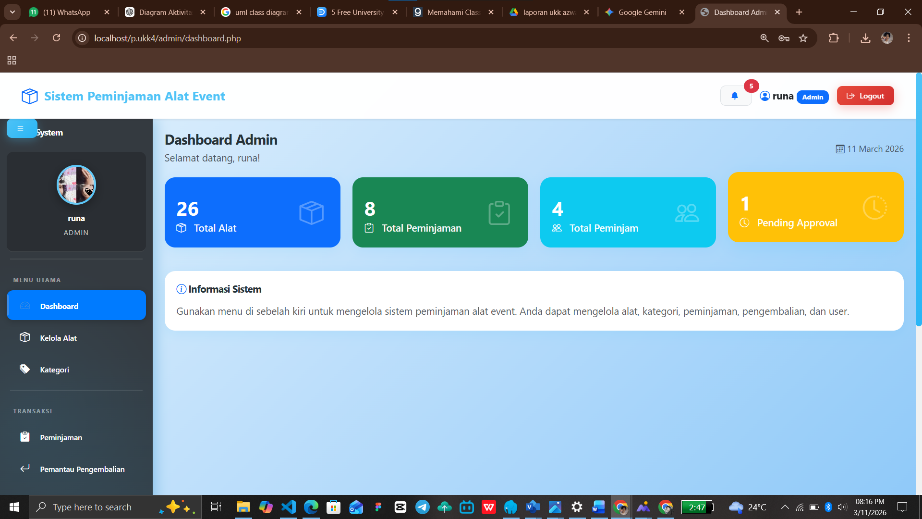 (11) WhatsApp
Diagram Aktivita
uml class diagra
5 Free University
Memahami Clas
laporan ukk azw
Google Gemini
Dashboard Adm
localhost/p.ukk4/admin/dashboard.php
Sistem Peminjaman Alat Event
5
runa Admin
Logout
System
runa
ADMIN
MENU UTAMA
Dashboard
Kelola Alat
Kategori
TRANSAKSI
Peminjaman
Pemantau Pengembalian
Dashboard Admin
Selamat datang, runa!
11 March 2026
26
Total Alat
8
Total Peminjaman
4
Total Peminjam
1
Pending Approval
Informasi Sistem
Gunakan menu di sebelah kiri untuk mengelola sistem peminjaman alat event. Anda dapat mengelola alat, kategori, peminjaman, pengembalian, dan user.
Type here to search
2:47
24°C
08:16 PM
3/11/2026